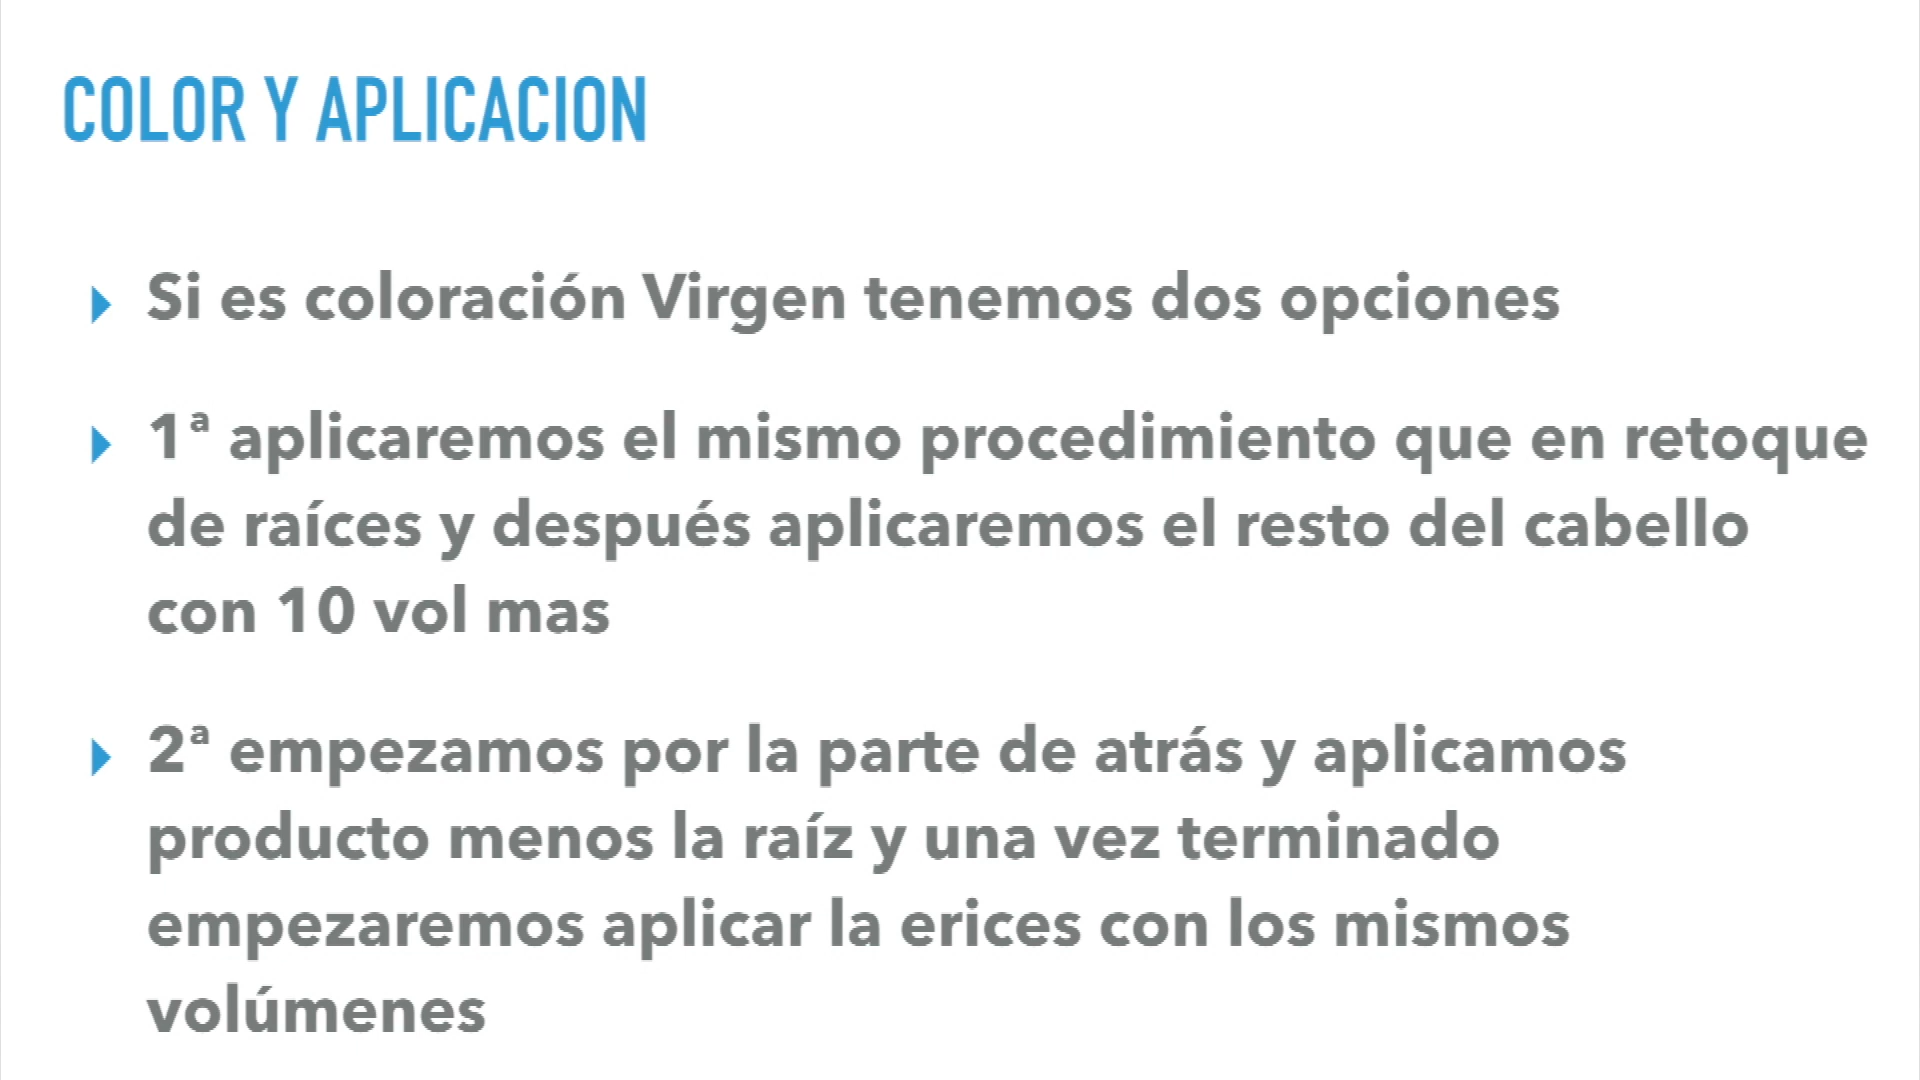 COLOR Y APLICACION
Si es coloración Virgen tenemos dos opciones
1ª aplicaremos el mismo procedimiento que en retoque
de raíces y después aplicaremos el resto del cabello
con 10 vol mas
2ª empezamos por la parte de atrás y aplicamos
producto menos la raíz y una vez terminado
empezaremos aplicar la erices con los mismos
volúmenes